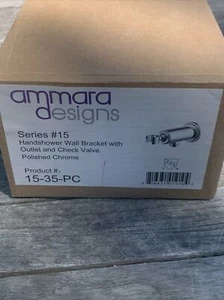 ammara
designs
Series #15
Handshower Wall Bracket with
Outlet and Check Valve
Polished Chrome
Product #:
15-35-PC